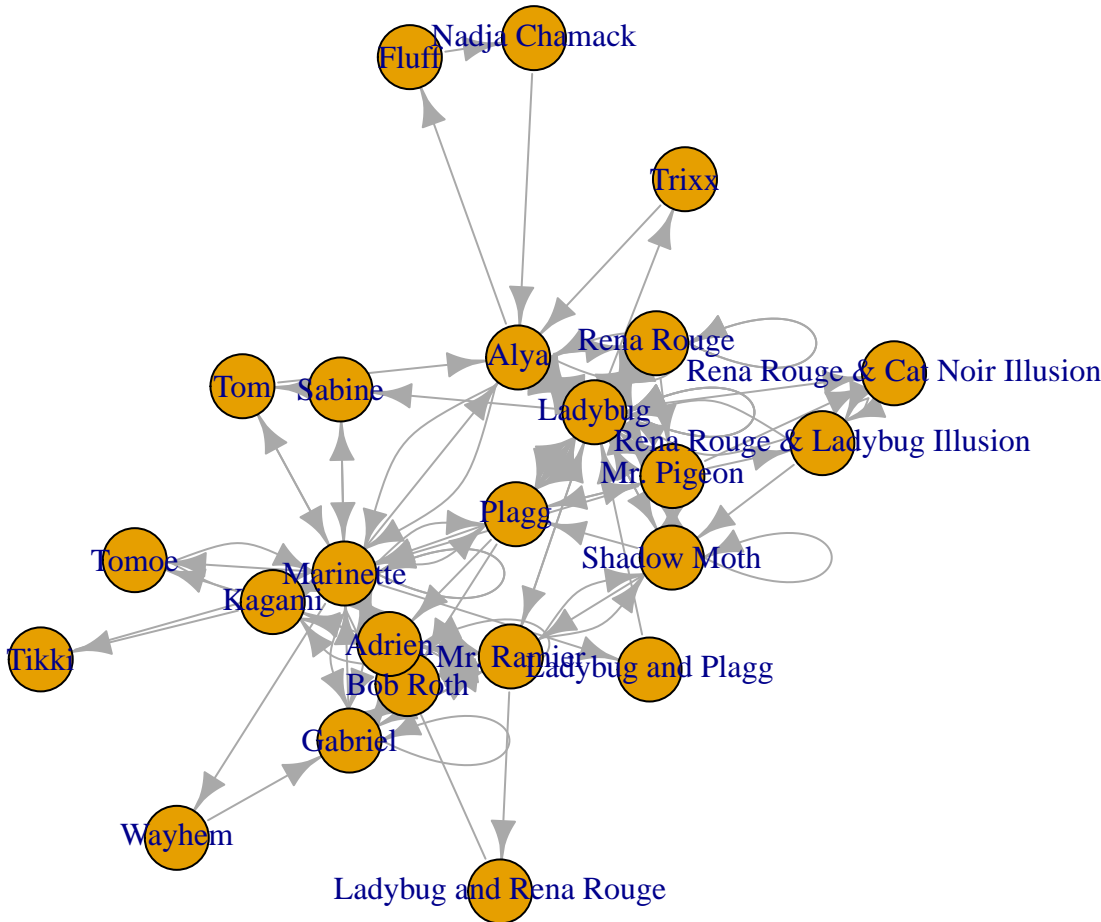 Nadja Chamack
Fluff
Trixx
Rena Rouge
Alya
Rena Rouge & Cat Noir Illusion
Tom
Sabine
Ladybug
Rena Rouge & Ladybug Illusion
Mr. Pigeon
Plagg
Shadow Moth
Tomoe
Marinette
Kagami
Adrien
Tikki
Mr. Ramier
Ladybug and Plagg
Bob Roth
Gabriel
Wayhem
Ladybug and Rena Rouge